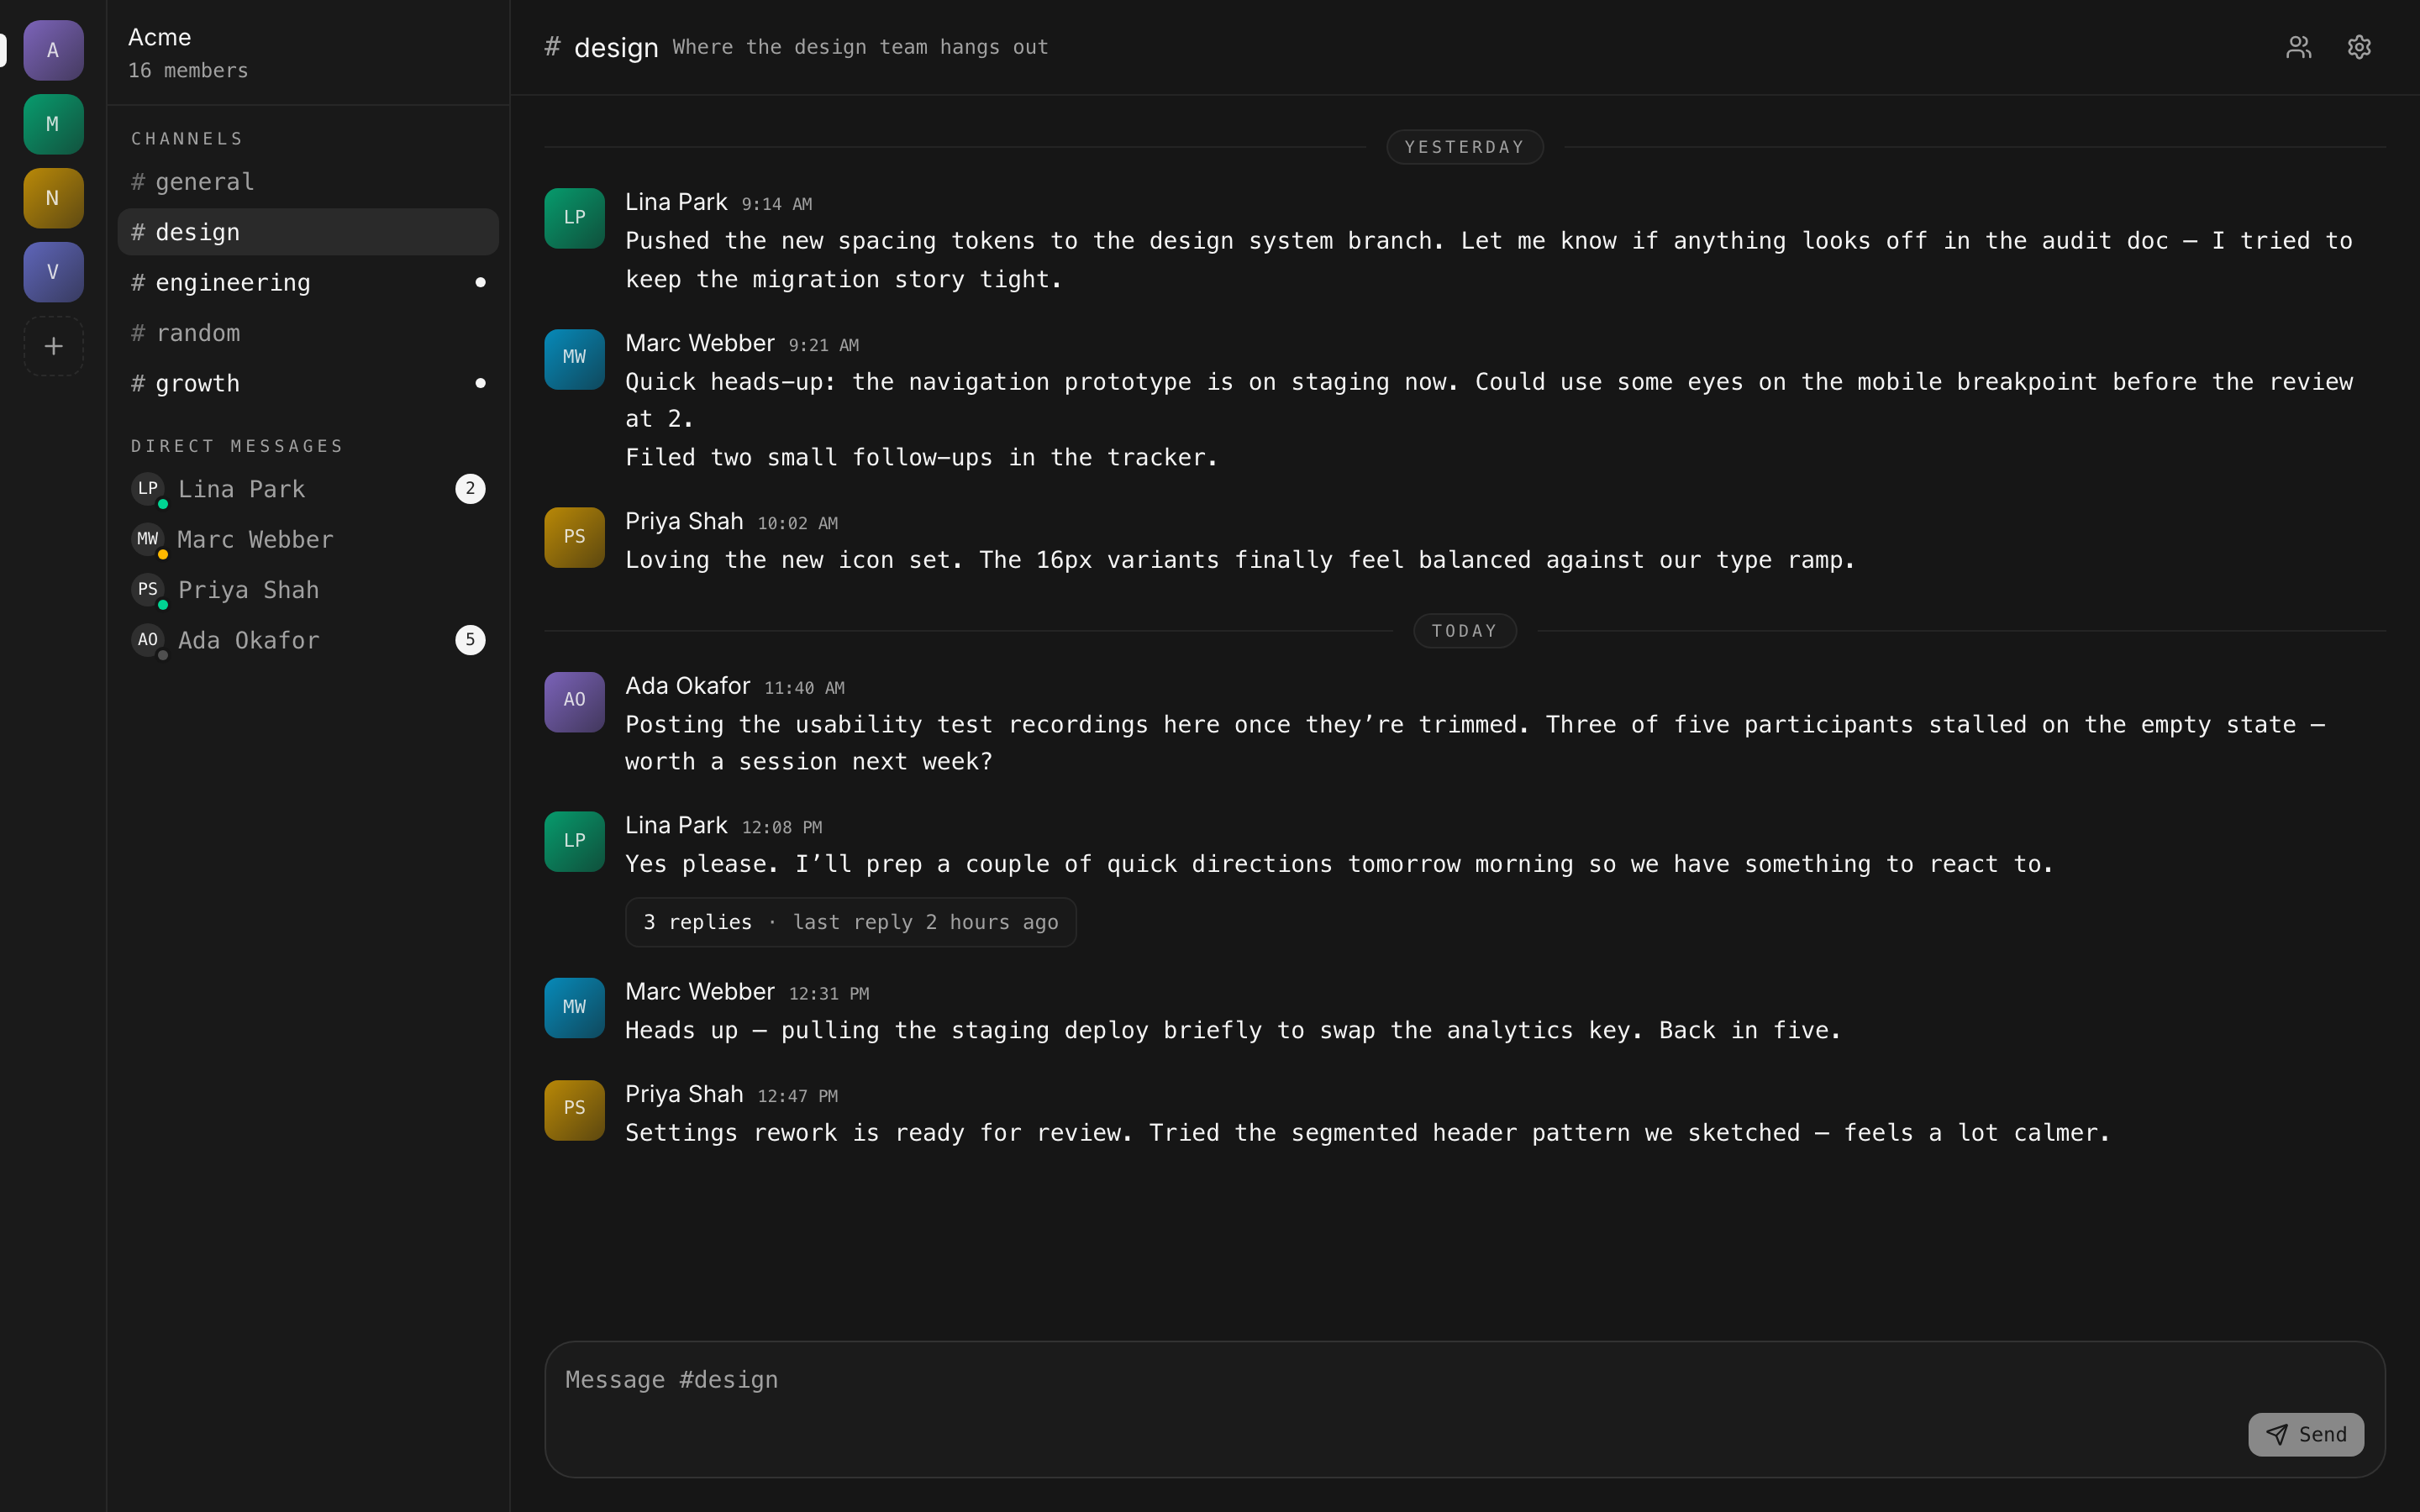 A
M
N
V
Acme
16 members
CHANNELS
# general
# design
# engineering
# random
# growth
DIRECT MESSAGES
LP Lina Park 2
MW Marc Webber
PS Priya Shah
AO Ada Okafor 5
# design Where the design team hangs out
YESTERDAY
LP Lina Park 9:14 AM
Pushed the new spacing tokens to the design system branch. Let me know if anything looks off in the audit doc — I tried to
keep the migration story tight.
MW Marc Webber 9:21 AM
Quick heads-up: the navigation prototype is on staging now. Could use some eyes on the mobile breakpoint before the review
at 2.
Filed two small follow-ups in the tracker.
PS Priya Shah 10:02 AM
Loving the new icon set. The 16px variants finally feel balanced against our type ramp.
TODAY
AO Ada Okafor 11:40 AM
Posting the usability test recordings here once they’re trimmed. Three of five participants stalled on the empty state —
worth a session next week?
LP Lina Park 12:08 PM
Yes please. I’ll prep a couple of quick directions tomorrow morning so we have something to react to.
3 replies · last reply 2 hours ago
MW Marc Webber 12:31 PM
Heads up — pulling the staging deploy briefly to swap the analytics key. Back in five.
PS Priya Shah 12:47 PM
Settings rework is ready for review. Tried the segmented header pattern we sketched — feels a lot calmer.
Message #design
Send